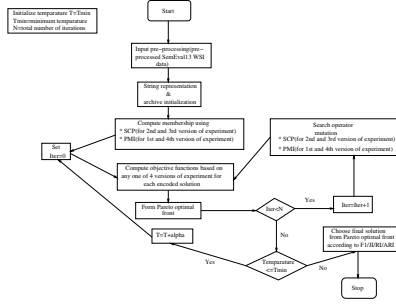 Initialize temparature T=Tmin
Tmin=minimum temparature
N=total number of iterations
Start
Input pre-processing(pre-
processed SemEval13 WSI
data)
String representation
&
archive initialization
Compute membership using
* SCP(for 2nd and 3rd version of experiment)
* PMI(for 1st and 4th version of experiment)
Search operator
mutation
* SCP(for 2nd and 3rd version of experiment)
* PMI(for 1st and 4th version of experiment)
Set
Iter=0
Compute objective functions based on
any one of 4 versions of experiment for
each encoded solution
Form Pareto optimal
front
Iter<N
Yes
Iter=Iter+1
No
T=T+alpha
Choose final solution
from Pareto optimal front
according to F1/JI/RI/ARI
Yes
Temparature
<=Tmin
No
Stop